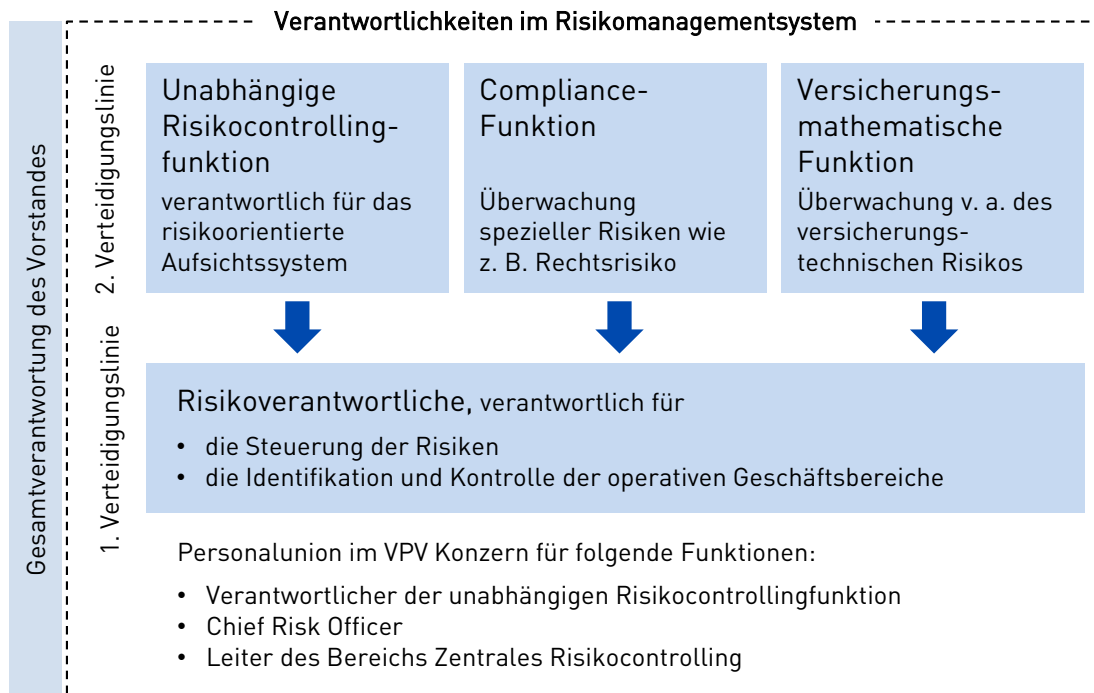 Verantwortlichkeiten im Risikomanagementsystem
Gesamtverantwortung des Vorstandes
2. Verteidigungslinie
Unabhängige
Risikocontrolling-
funktion
verantwortlich für das
risikoorientierte
Aufsichtssystem
Compliance-
Funktion
Überwachung
spezieller Risiken wie
z. B. Rechtsrisiko
Versicherungs-
mathematische
Funktion
Überwachung v. a. des
versicherungs-
technischen Risikos
1. Verteidigungslinie
Risikoverantwortliche, verantwortlich für
• die Steuerung der Risiken
• die Identifikation und Kontrolle der operativen Geschäftsbereiche
Personalunion im VPV Konzern für folgende Funktionen:
• Verantwortlicher der unabhängigen Risikocontrollingfunktion
• Chief Risk Officer
• Leiter des Bereichs Zentrales Risikocontrolling